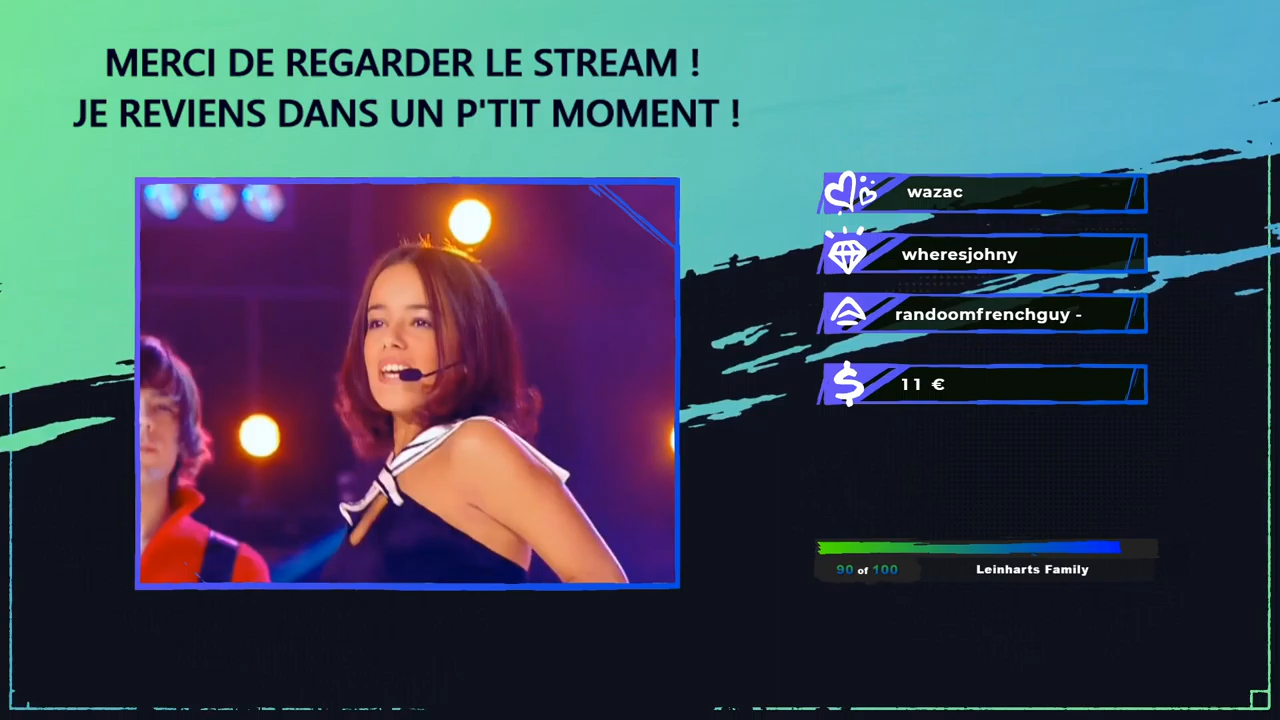 MERCI DE REGARDER LE STREAM !
JE REVIENS DANS UN P'TIT MOMENT !
wazac
wheresjohny
randoomfrenchguy -
11 €
90 of 100
Leinharts Family